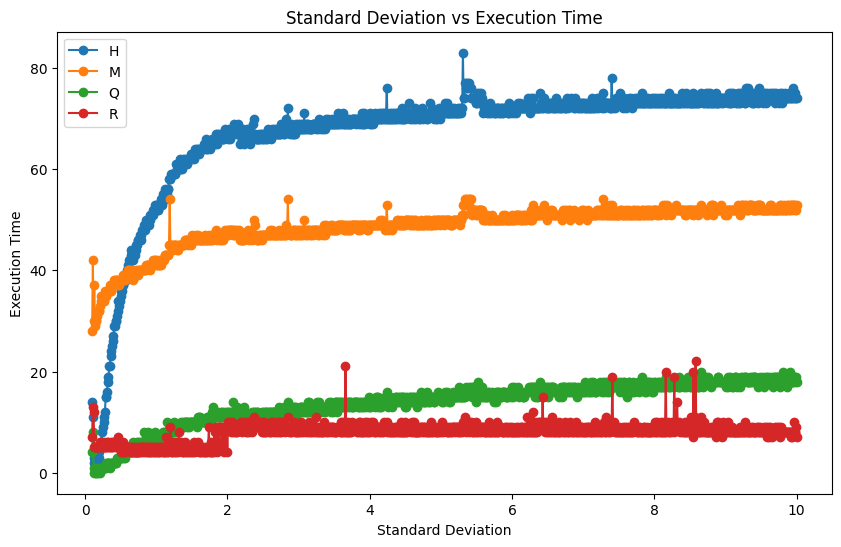 Standard Deviation vs Execution Time
H
M
Q
R
Execution Time
80
60
40
20
0
0 2 4 6 8 10
Standard Deviation